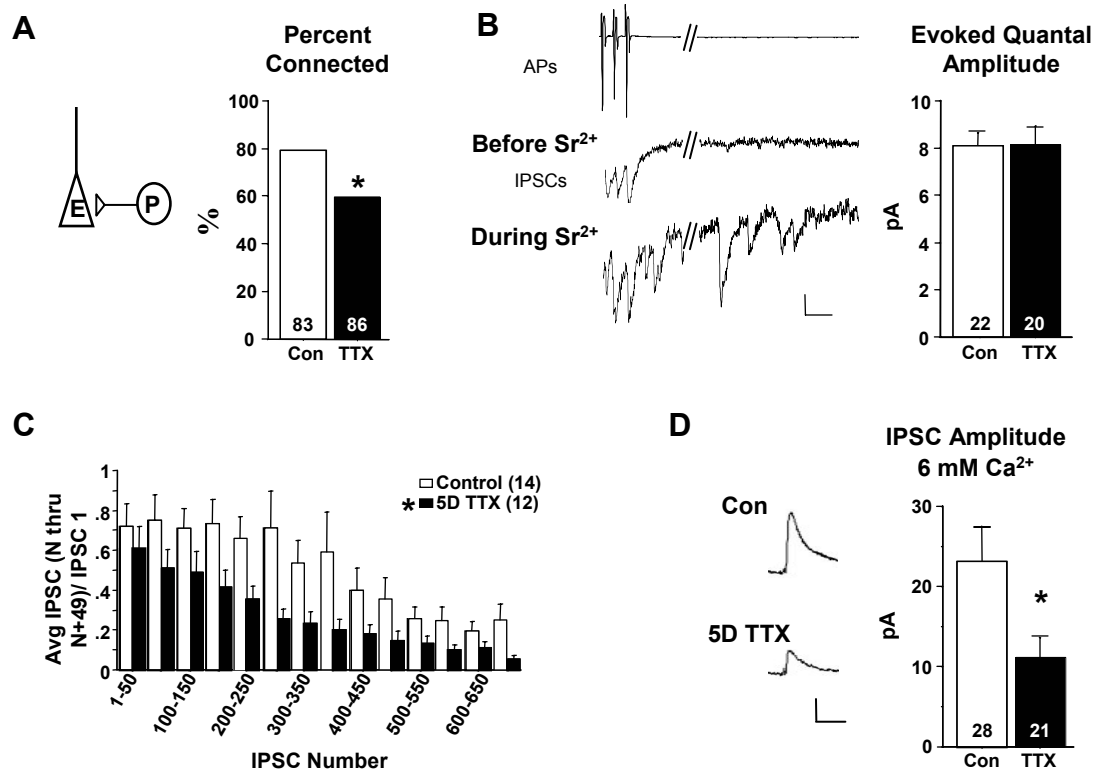 A
Percent
Connected
100
80
60
40
20
0
%
E
P
*
83
86
Con
TTX
B
APs
Before Sr²⁺
IPSCs
During Sr²⁺
Evoked Quantal
Amplitude
10
8
6
4
2
0
pA
22
20
Con
TTX
C
1
.8
.6
.4
.2
0
Avg IPSC (N thru
N+49)/ IPSC 1
Control (14)
* 5D TTX (12)
1-50
100-150
200-250
300-350
400-450
500-550
600-650
IPSC Number
D
Con
5D TTX
IPSC Amplitude
6 mM Ca²⁺
30
20
10
0
pA
*
28
21
Con
TTX